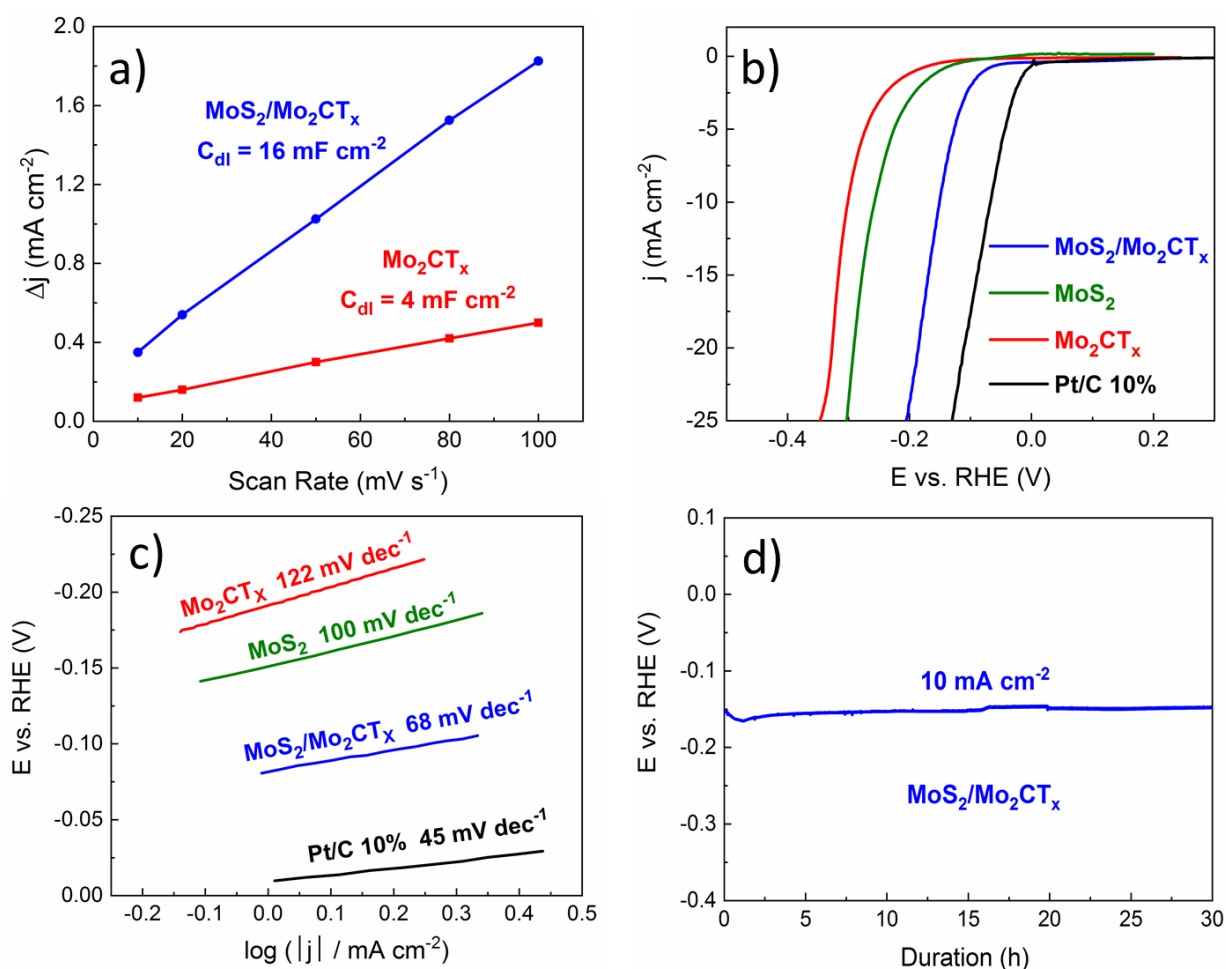 a)
MoS₂/Mo₂CTₓ
C_dl = 16 mF cm⁻²
Mo₂CTₓ
C_dl = 4 mF cm⁻²
2.0
1.6
1.2
0.8
0.4
0.0
Δj (mA cm⁻²)
0 20 40 60 80 100
Scan Rate (mV s⁻¹)
b)
0
-5
-10
-15
-20
-25
j (mA cm⁻²)
MoS₂/Mo₂CTₓ
MoS₂
Mo₂CTₓ
Pt/C 10%
-0.4 -0.2 0.0 0.2
E vs. RHE (V)
c)
-0.25
-0.20
-0.15
-0.10
-0.05
0.00
E vs. RHE (V)
Mo₂CT_X 122 mV dec⁻¹
MoS₂ 100 mV dec⁻¹
MoS₂/Mo₂CT_X 68 mV dec⁻¹
Pt/C 10% 45 mV dec⁻¹
-0.2 -0.1 0.0 0.1 0.2 0.3 0.4 0.5
log (|j| / mA cm⁻²)
d)
0.1
0.0
-0.1
-0.2
-0.3
-0.4
E vs. RHE (V)
10 mA cm⁻²
MoS₂/Mo₂CTₓ
0 5 10 15 20 25 30
Duration (h)